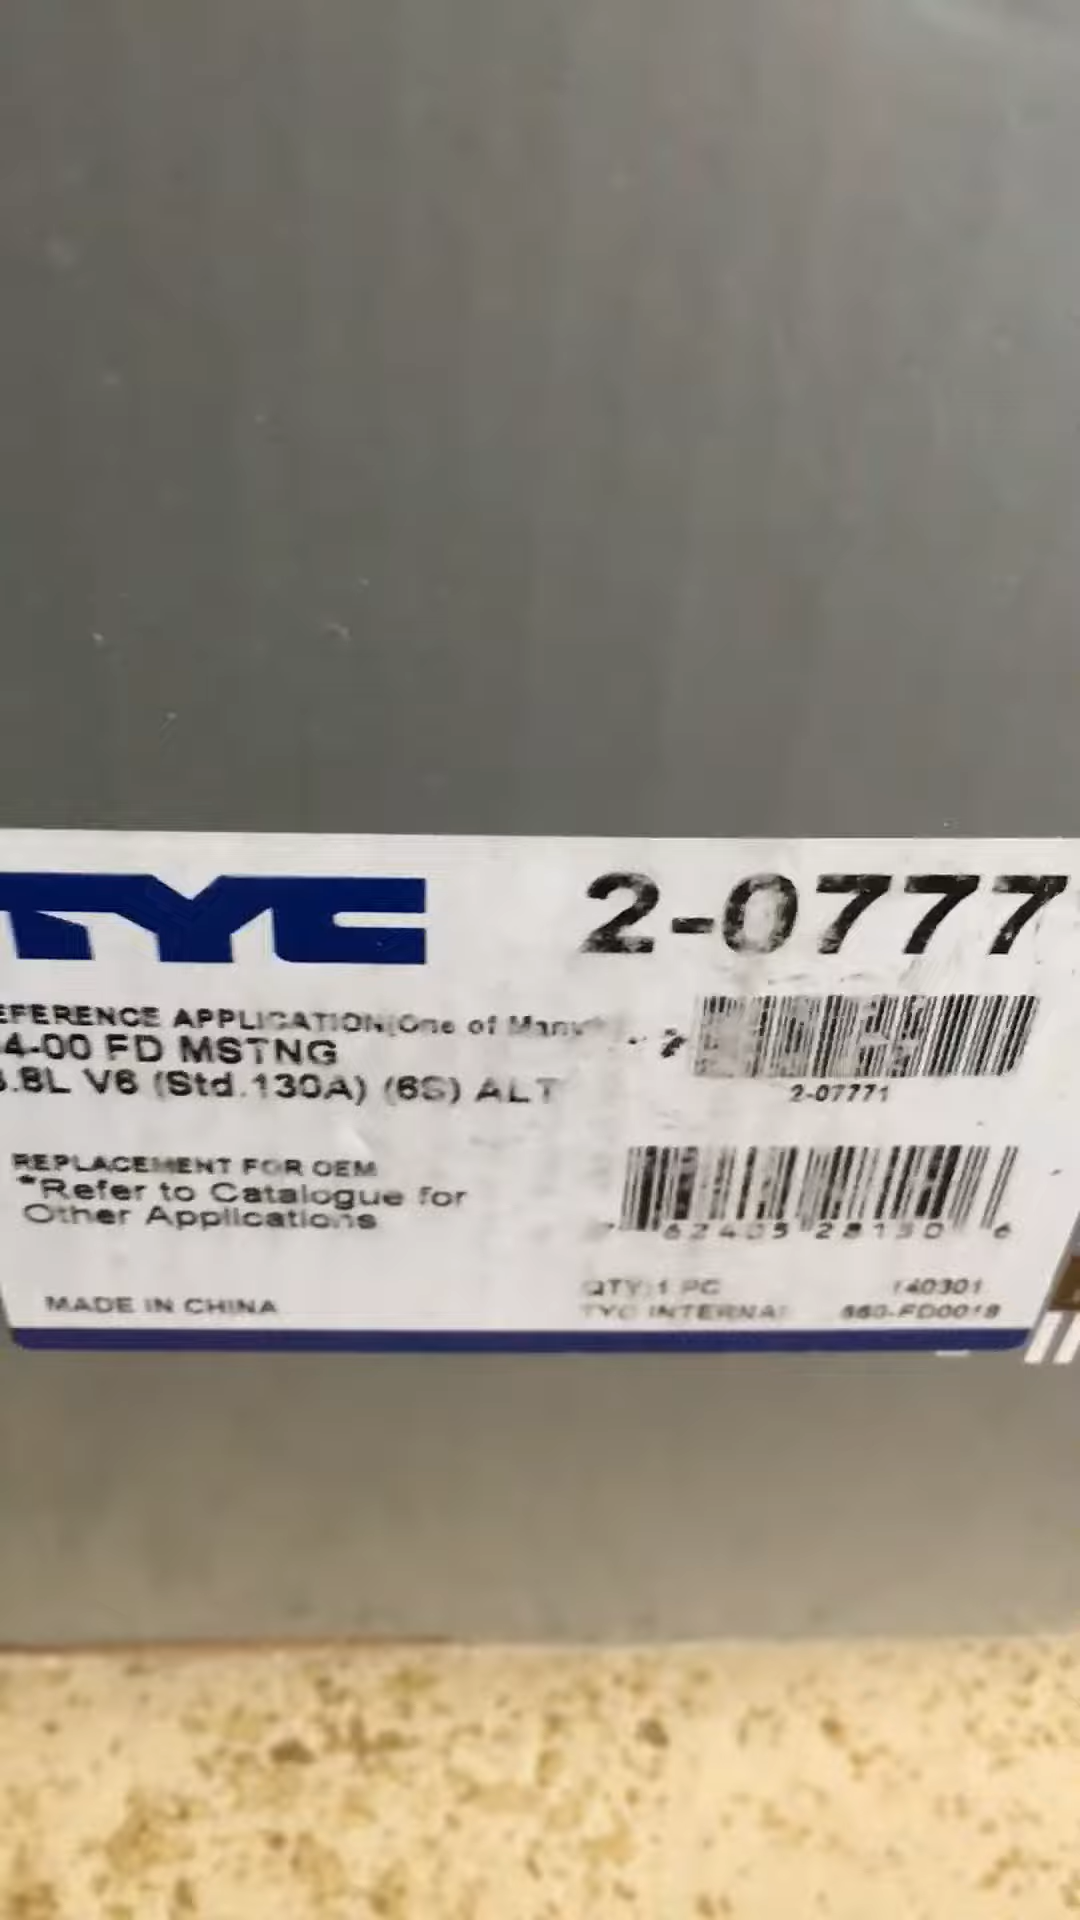 TYC
2-0777
EFERENCE APPLICATION(One of Many
4-00 FD MSTNG
.8L V6 (Std.130A) (6S) ALT
2-07771
REPLACEMENT FOR OEM
*Refer to Catalogue for
Other Applications
7 62405 28130 6
MADE IN CHINA
QTY:1 PC
140301
TYC INTERNAL